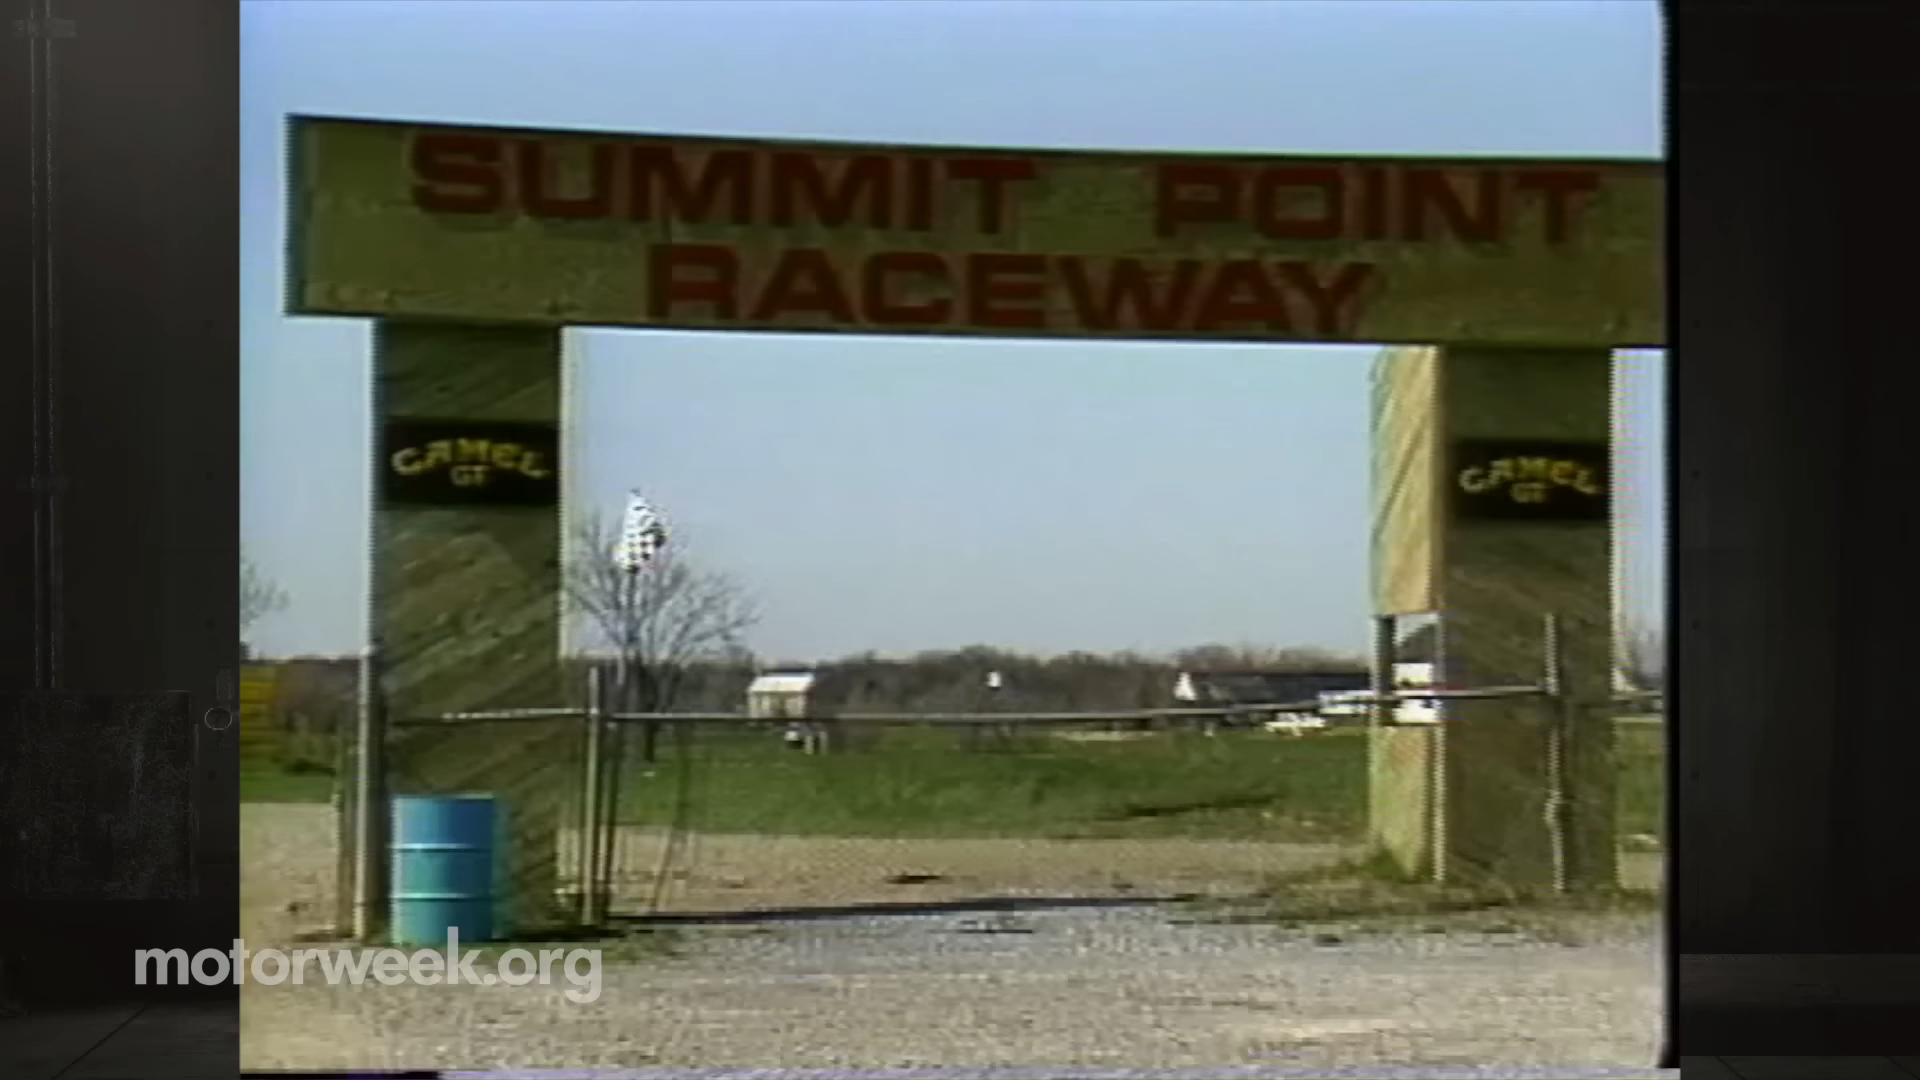 SUMMIT POINT
RACEWAY
CAMEL
GT
CAMEL
GT
motorweek.org